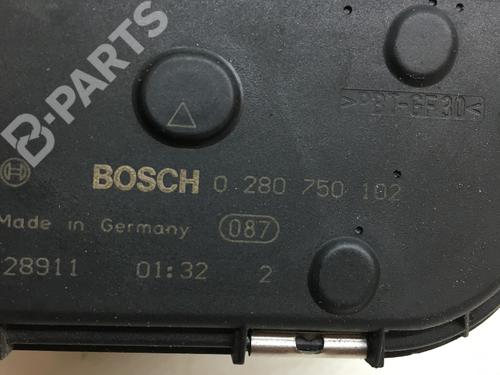 B-PARTS
>PBT-GF30<
BOSCH 0 280 750 102
Made in Germany 087
28911 01:32 2